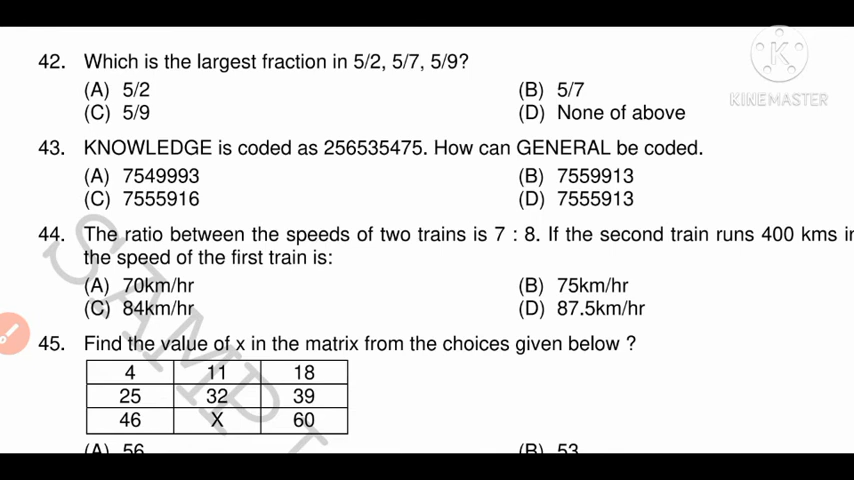 KINEMASTER
42. Which is the largest fraction in 5/2, 5/7, 5/9?
(A) 5/2 (B) 5/7
(C) 5/9 (D) None of above
43. KNOWLEDGE is coded as 256535475. How can GENERAL be coded.
(A) 7549993 (B) 7559913
(C) 7555916 (D) 7555913
44. The ratio between the speeds of two trains is 7 : 8. If the second train runs 400 kms
the speed of the first train is:
(A) 70km/hr (B) 75km/hr
(C) 84km/hr (D) 87.5km/hr
45. Find the value of x in the matrix from the choices given below ?
4 11 18
25 32 39
46 X 60
(A) 56 (B) 53
SAMPL